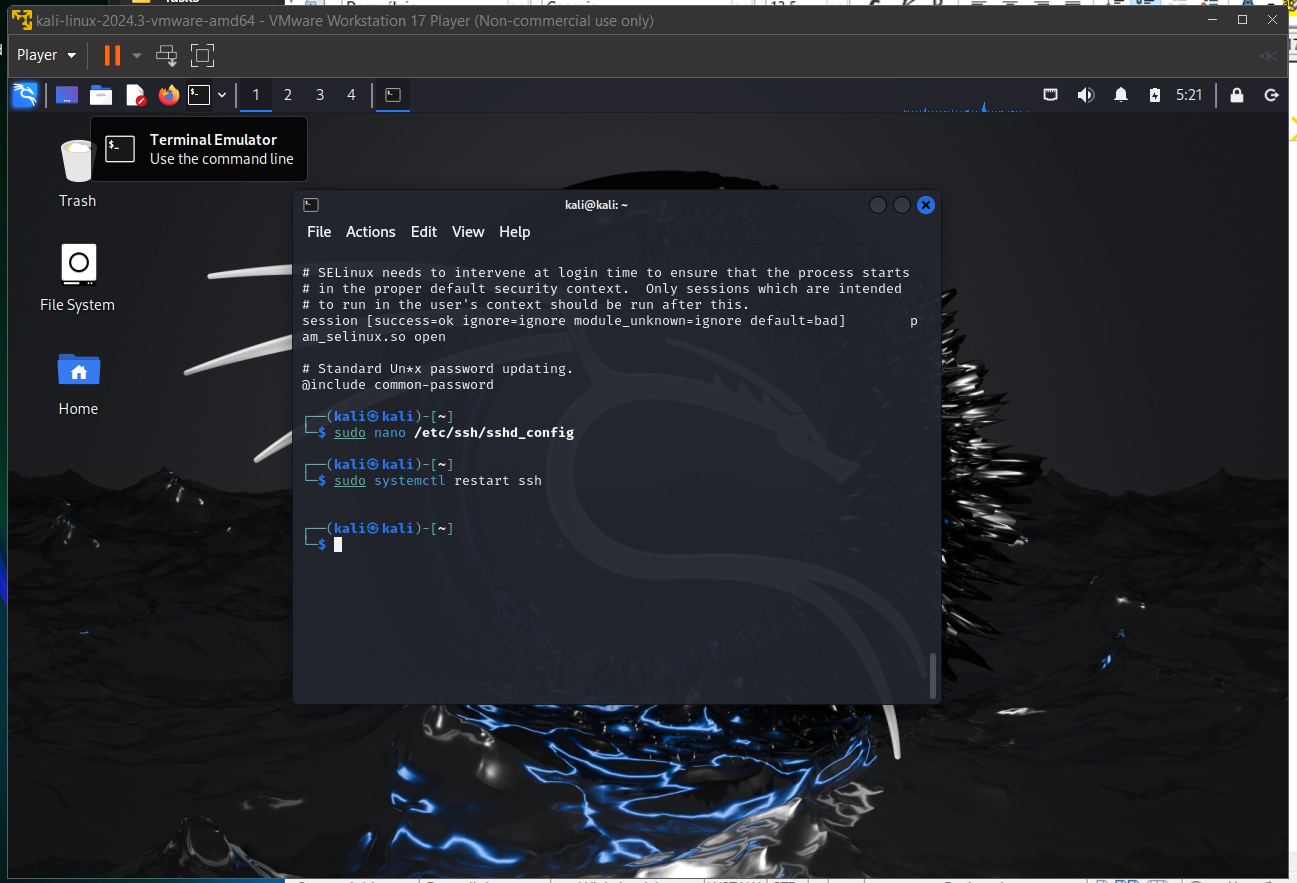 kali-linux-2024.3-vmware-amd64 - VMware Workstation 17 Player (Non-commercial use only)
Player
1 2 3 4
5:21
Terminal Emulator
Use the command line
Trash
File System
Home
kali@kali: ~
File Actions Edit View Help
# SELinux needs to intervene at login time to ensure that the process starts
# in the proper default security context.  Only sessions which are intended
# to run in the user's context should be run after this.
session [success=ok ignore=ignore module_unknown=ignore default=bad]        p
am_selinux.so open
# Standard Un*x password updating.
@include common-password
┌──(kali㉿kali)-[~]
└─$ sudo nano /etc/ssh/sshd_config
┌──(kali㉿kali)-[~]
└─$ sudo systemctl restart ssh
┌──(kali㉿kali)-[~]
└─$